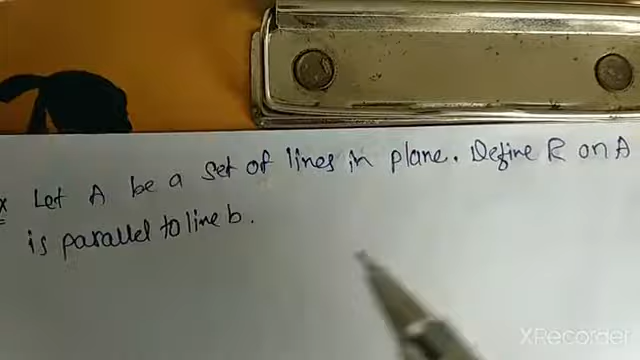 x Let A be a set of lines in plane. Define R on A
is parallel to line b.
XRecorder